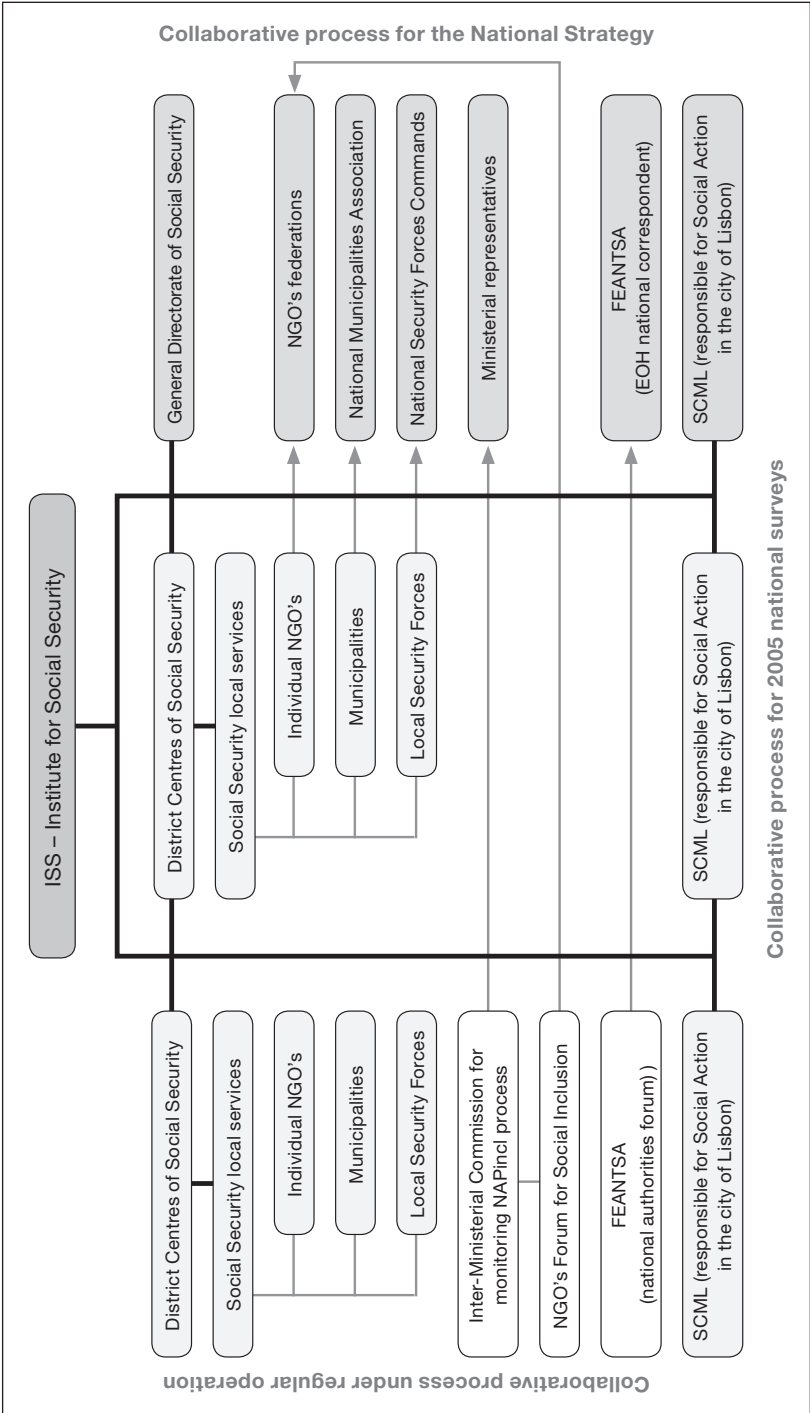 Collaborative process for the National Strategy
ISS – Institute for Social Security
District Centres of Social Security
Social Security local services
Individual NGO's
Municipalities
Local Security Forces
Inter-Ministerial Commission for
monitoring NAPincl process
NGO's Forum for Social Inclusion
FEANTSA
(national authorities forum) )
SCML (responsible for Social Action
in the city of Lisbon)
Collaborative process under regular operation
District Centres of Social Security
Social Security local services
Individual NGO's
Municipalities
Local Security Forces
SCML (responsible for Social Action
in the city of Lisbon)
Collaborative process for 2005 national surveys
General Directorate of Social Security
NGO's federations
National Municipalities Association
National Security Forces Commands
Ministerial representatives
FEANTSA
(EOH national correspondent)
SCML (responsible for Social Action
in the city of Lisbon)